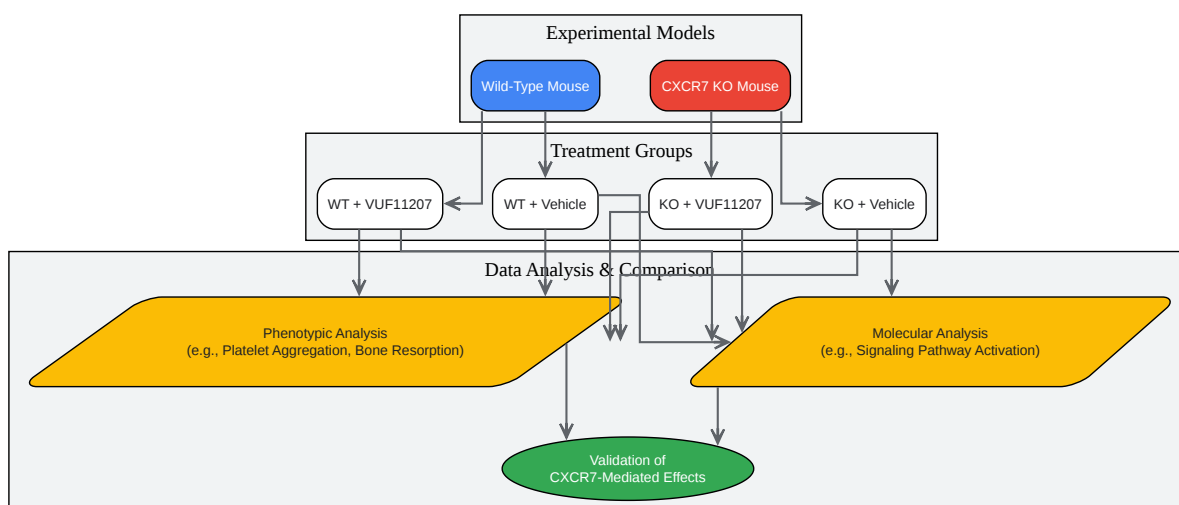 Experimental Models
Wild-Type Mouse
CXCR7 KO Mouse
Treatment Groups
WT + VUF11207
WT + Vehicle
KO + VUF11207
KO + Vehicle
Data Analysis & Comparison
Phenotypic Analysis
(e.g., Platelet Aggregation, Bone Resorption)
Molecular Analysis
(e.g., Signaling Pathway Activation)
Validation of
CXCR7-Mediated Effects